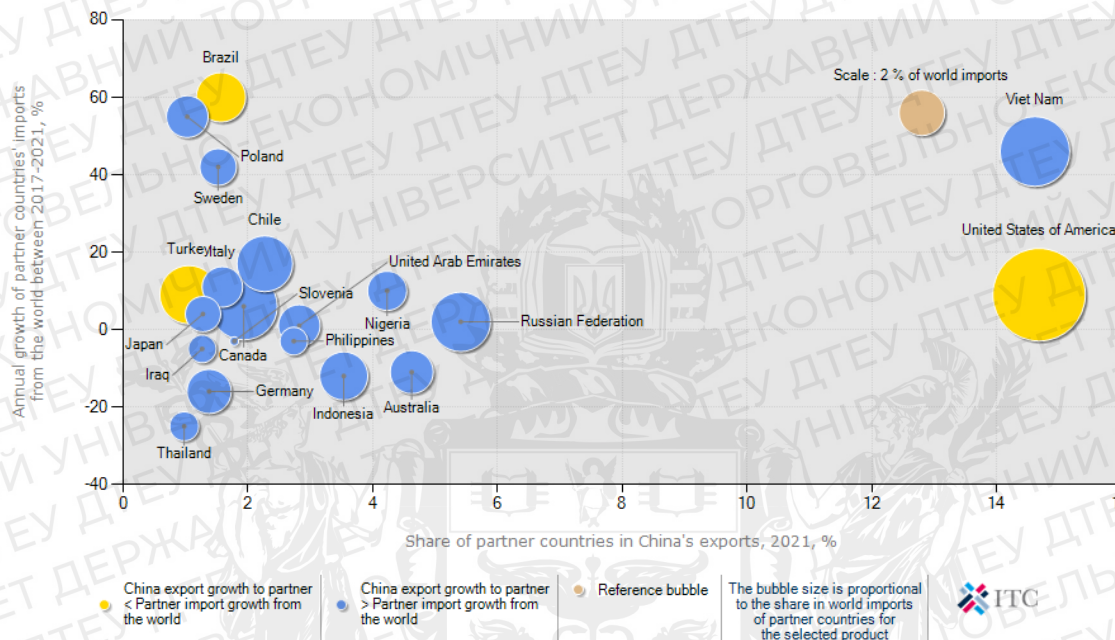 80
60
40
20
0
-20
-40
Annual growth of partner countries' imports
from the world between 2017-2021, %
Brazil
Poland
Sweden
Chile
Turkey
Italy
United Arab Emirates
Slovenia
Nigeria
Russian Federation
Philippines
Japan
Canada
Iraq
Germany
Indonesia
Australia
Thailand
Scale : 2 % of world imports
Viet Nam
United States of America
0 2 4 6 8 10 12 14
Share of partner countries in China's exports, 2021, %
China export growth to partner
< Partner import growth from
the world
China export growth to partner
> Partner import growth from
the world
Reference bubble
The bubble size is proportional
to the share in world imports
of partner countries for
the selected product
ITC
ДТЕУ ДЕРЖАВНИЙ ТОРГОВЕЛЬНО-ЕКОНОМІЧНИЙ УНІВЕРСИТЕТ